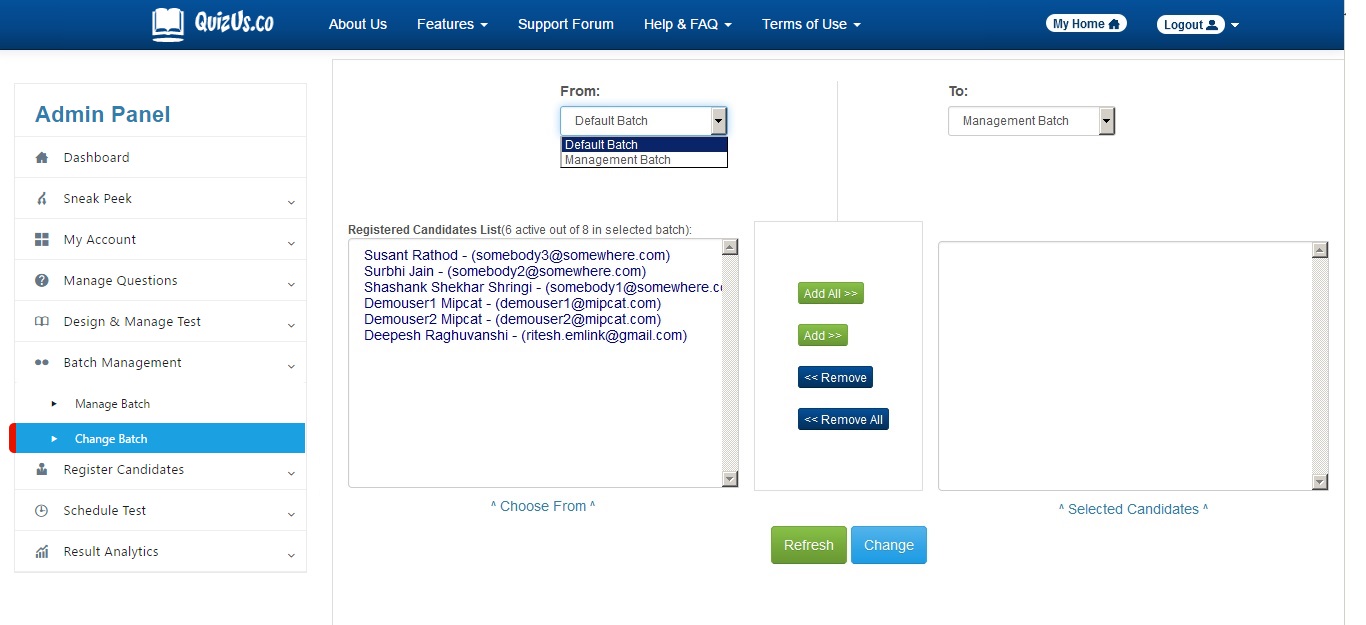 QuizUs.co
About Us Features Support Forum Help & FAQ Terms of Use My Home Logout
Admin Panel
Dashboard
Sneak Peek
My Account
Manage Questions
Design & Manage Test
Batch Management
Manage Batch
Change Batch
Register Candidates
Schedule Test
Result Analytics
From:
Default Batch
Default Batch
Management Batch
To:
Management Batch
Registered Candidates List(6 active out of 8 in selected batch):
Susant Rathod - (somebody3@somewhere.com)
Surbhi Jain - (somebody2@somewhere.com)
Shashank Shekhar Shringi - (somebody1@somewhere.co
Demouser1 Mipcat - (demouser1@mipcat.com)
Demouser2 Mipcat - (demouser2@mipcat.com)
Deepesh Raghuvanshi - (ritesh.emlink@gmail.com)
^ Choose From ^
Add All >>
Add >>
<< Remove
<< Remove All
^ Selected Candidates ^
Refresh Change